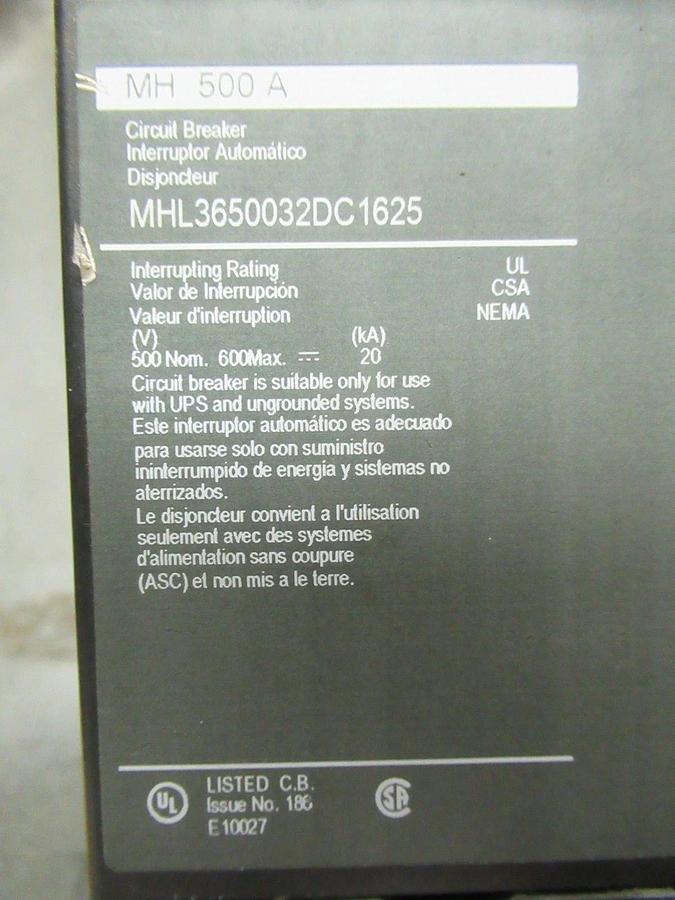 MH 500 A
Circuit Breaker
Interruptor Automático
Disjoncteur
MHL3650032DC1625
Interrupting Rating UL
Valor de Interrupción CSA
Valeur d'interruption NEMA
(V) (kA)
500 Nom. 600Max. ⎓ 20
Circuit breaker is suitable only for use
with UPS and ungrounded systems.
Este interruptor automático es adecuado
para usarse solo con suministro
ininterrumpido de energía y sistemas no
aterrizados.
Le disjoncteur convient a l'utilisation
seulement avec des systemes
d'alimentation sans coupure
(ASC) et non mis a le terre.
UL LISTED C.B. SA
Issue No. 186
E10027